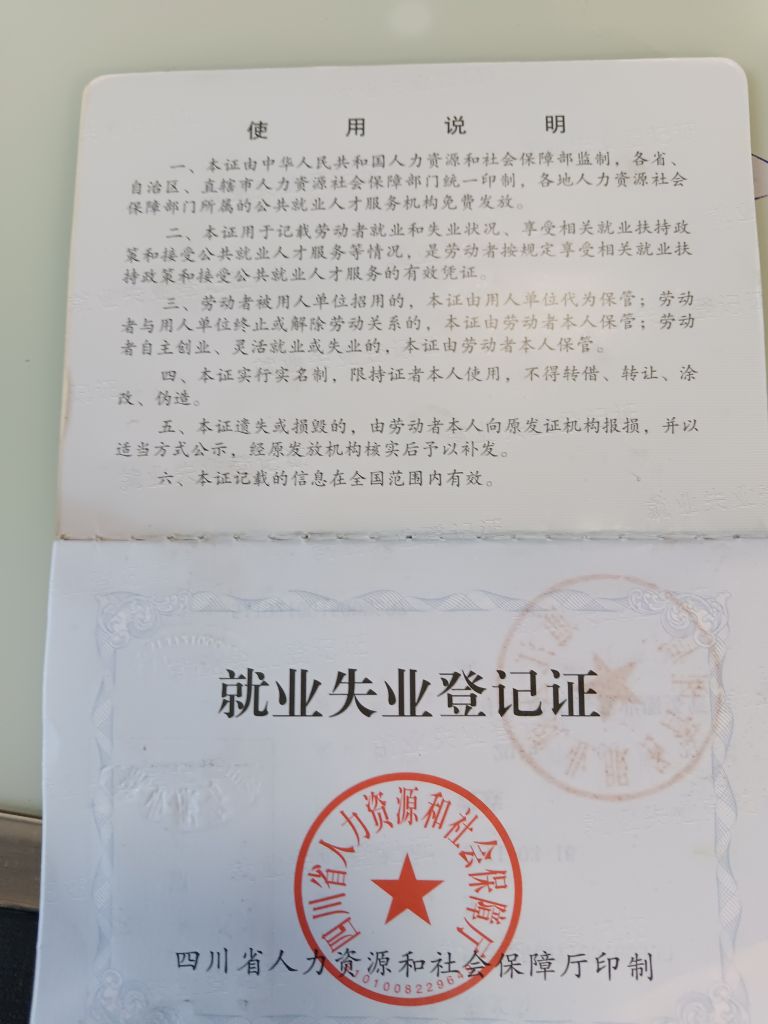 使用说明
一、本证由中华人民共和国人力资源和社会保障部监制，各省、
自治区、直辖市人力资源社会保障部门统一印制，各地人力资源社会
保障部门所属的公共就业人才服务机构免费发放。
二、本证用于记载劳动者就业和失业状况、享受相关就业扶持政
策和接受公共就业人才服务等情况，是劳动者按规定享受相关就业扶
持政策和接受公共就业人才服务的有效凭证。
三、劳动者被用人单位招用的，本证由用人单位代为保管；劳动
者与用人单位终止或解除劳动关系的，本证由劳动者本人保管；劳动
者自主创业、灵活就业或失业的，本证由劳动者本人保管。
四、本证实行实名制，限持证者本人使用，不得转借、转让、涂
改、伪造。
五、本证遗失或损毁的，由劳动者本人向原发证机构报损，并以
适当方式公示，经原发放机构核实后予以补发。
六、本证记载的信息在全国范围内有效。
就业失业登记证
四川省人力资源和社会保障厅
四川省人力资源和社会保障厅印制